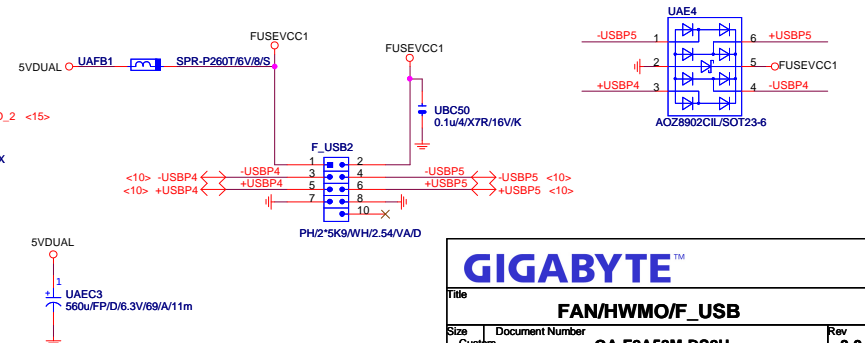 UAE4
-USBP5 1 6 +USBP5
2 5 FUSEVCC1
+USBP4 3 4 -USBP4
AOZ8902CIL/SOT23-6
FUSEVCC1
FUSEVCC1
5VDUAL UAFB1 SPR-P260T/6V/8/S
UBC50
0.1u/4/X7R/16V/K
_2 <15>
X
F_USB2
1 2
<10> -USBP4 -USBP4 3 4 -USBP5 -USBP5 <10>
<10> +USBP4 +USBP4 5 6 +USBP5 +USBP5 <10>
7 8
10
PH/2*5K9/WH/2.54/VA/D
5VDUAL
1
+ UAEC3
560u/FP/D/6.3V/69/A/11m
GIGABYTE™
Title
FAN/HWMO/F_USB
Size Document Number Rev